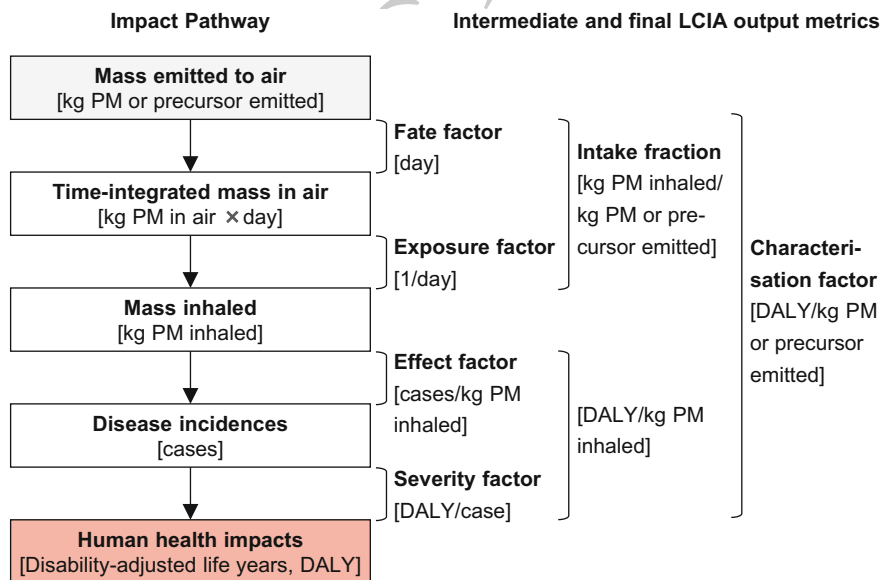 Impact Pathway
Intermediate and final LCIA output metrics
Mass emitted to air
[kg PM or precursor emitted]
Fate factor
[day]
Intake fraction
[kg PM inhaled/
kg PM or pre-
cursor emitted]
Time-integrated mass in air
[kg PM in air × day]
Exposure factor
[1/day]
Characteri-
sation factor
[DALY/kg PM
or precursor
emitted]
Mass inhaled
[kg PM inhaled]
Effect factor
[cases/kg PM
inhaled]
[DALY/kg PM
inhaled]
Disease incidences
[cases]
Severity factor
[DALY/case]
Human health impacts
[Disability-adjusted life years, DALY]